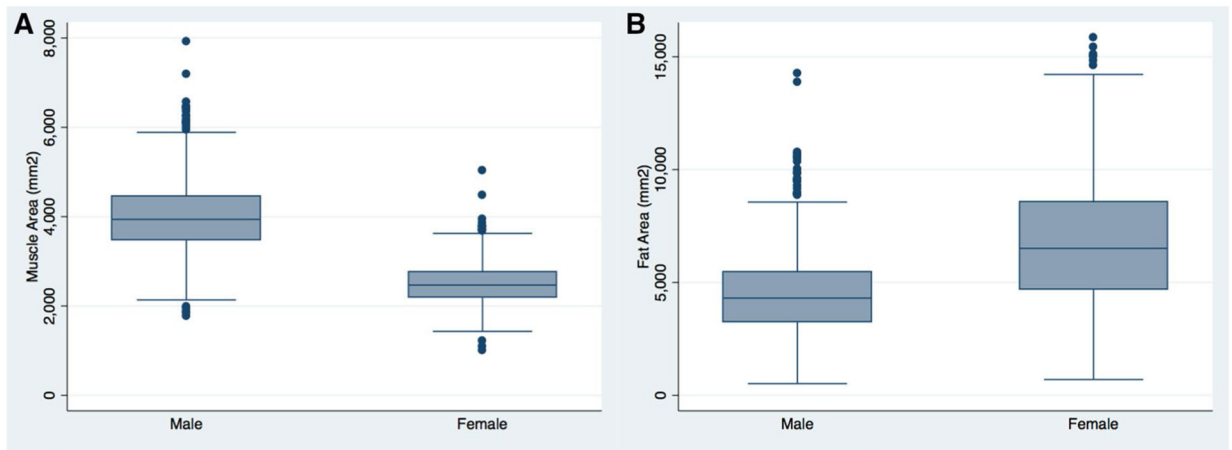 A
Muscle Area (mm2)
8,000
6,000
4,000
2,000
0
Male Female
B
Fat Area (mm2)
15,000
10,000
5,000
0
Male Female